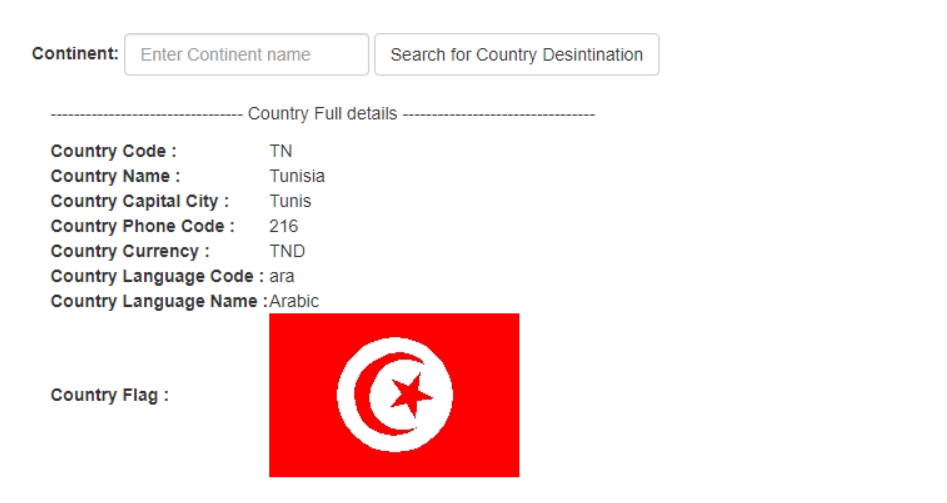 Continent: Enter Continent name Search for Country Desintination
--------------------------------- Country Full details ---------------------------------
Country Code : TN
Country Name : Tunisia
Country Capital City : Tunis
Country Phone Code : 216
Country Currency : TND
Country Language Code : ara
Country Language Name :Arabic
Country Flag :